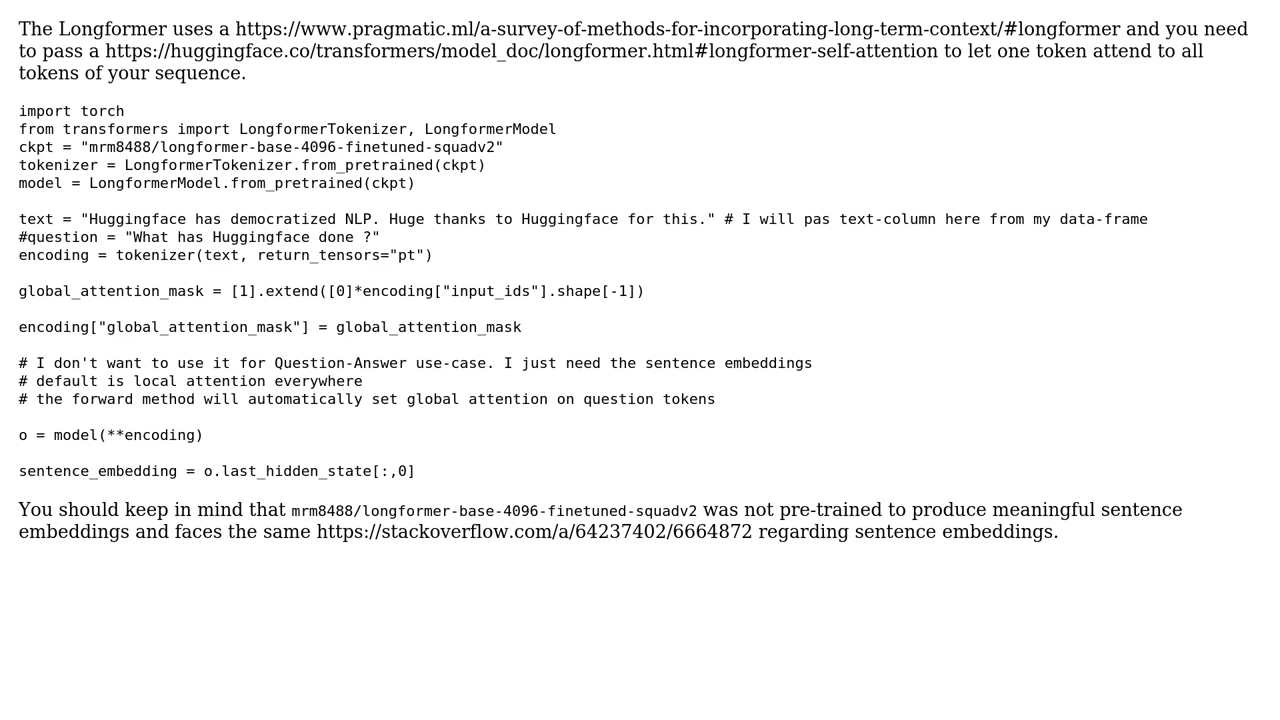 The Longformer uses a https://www.pragmatic.ml/a-survey-of-methods-for-incorporating-long-term-context/#longformer and you need
to pass a https://huggingface.co/transformers/model_doc/longformer.html#longformer-self-attention to let one token attend to all
tokens of your sequence.
import torch
from transformers import LongformerTokenizer, LongformerModel
ckpt = "mrm8488/longformer-base-4096-finetuned-squadv2"
tokenizer = LongformerTokenizer.from_pretrained(ckpt)
model = LongformerModel.from_pretrained(ckpt)
text = "Huggingface has democratized NLP. Huge thanks to Huggingface for this." # I will pas text-column here from my data-frame
#question = "What has Huggingface done ?"
encoding = tokenizer(text, return_tensors="pt")
global_attention_mask = [1].extend([0]*encoding["input_ids"].shape[-1])
encoding["global_attention_mask"] = global_attention_mask
# I don't want to use it for Question-Answer use-case. I just need the sentence embeddings
# default is local attention everywhere
# the forward method will automatically set global attention on question tokens
o = model(**encoding)
sentence_embedding = o.last_hidden_state[:,0]
You should keep in mind that mrm8488/longformer-base-4096-finetuned-squadv2 was not pre-trained to produce meaningful sentence
embeddings and faces the same https://stackoverflow.com/a/64237402/6664872 regarding sentence embeddings.